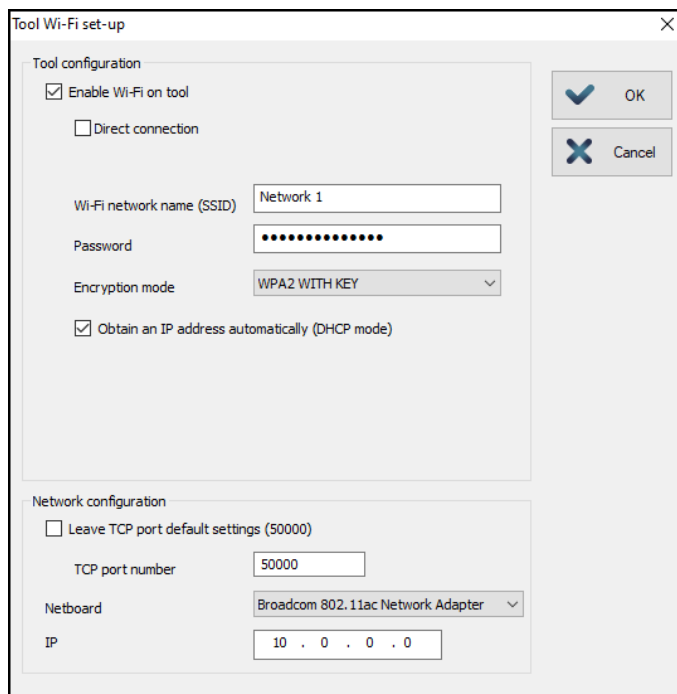 Tool Wi-Fi set-up
Tool configuration
Enable Wi-Fi on tool
OK
Direct connection
Cancel
Wi-Fi network name (SSID) Network 1
Password ••••••••••••••
Encryption mode WPA2 WITH KEY
Obtain an IP address automatically (DHCP mode)
Network configuration
Leave TCP port default settings (50000)
TCP port number 50000
Netboard Broadcom 802.11ac Network Adapter
IP 10 . 0 . 0 . 0